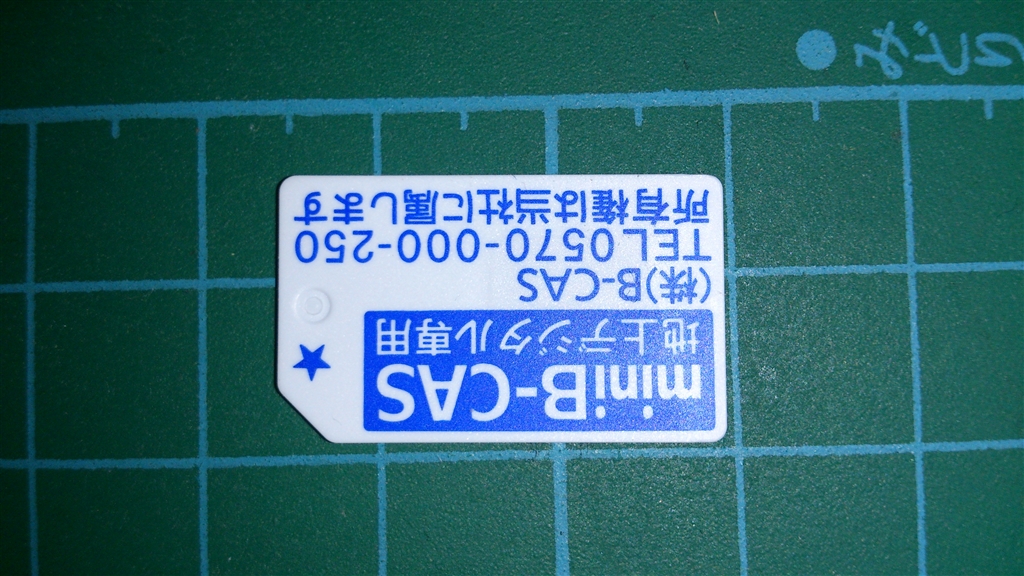 miniB-CAS
地上デジタル専用
(株)B-CAS
TEL 0570-000-250
所有権は当社に属します